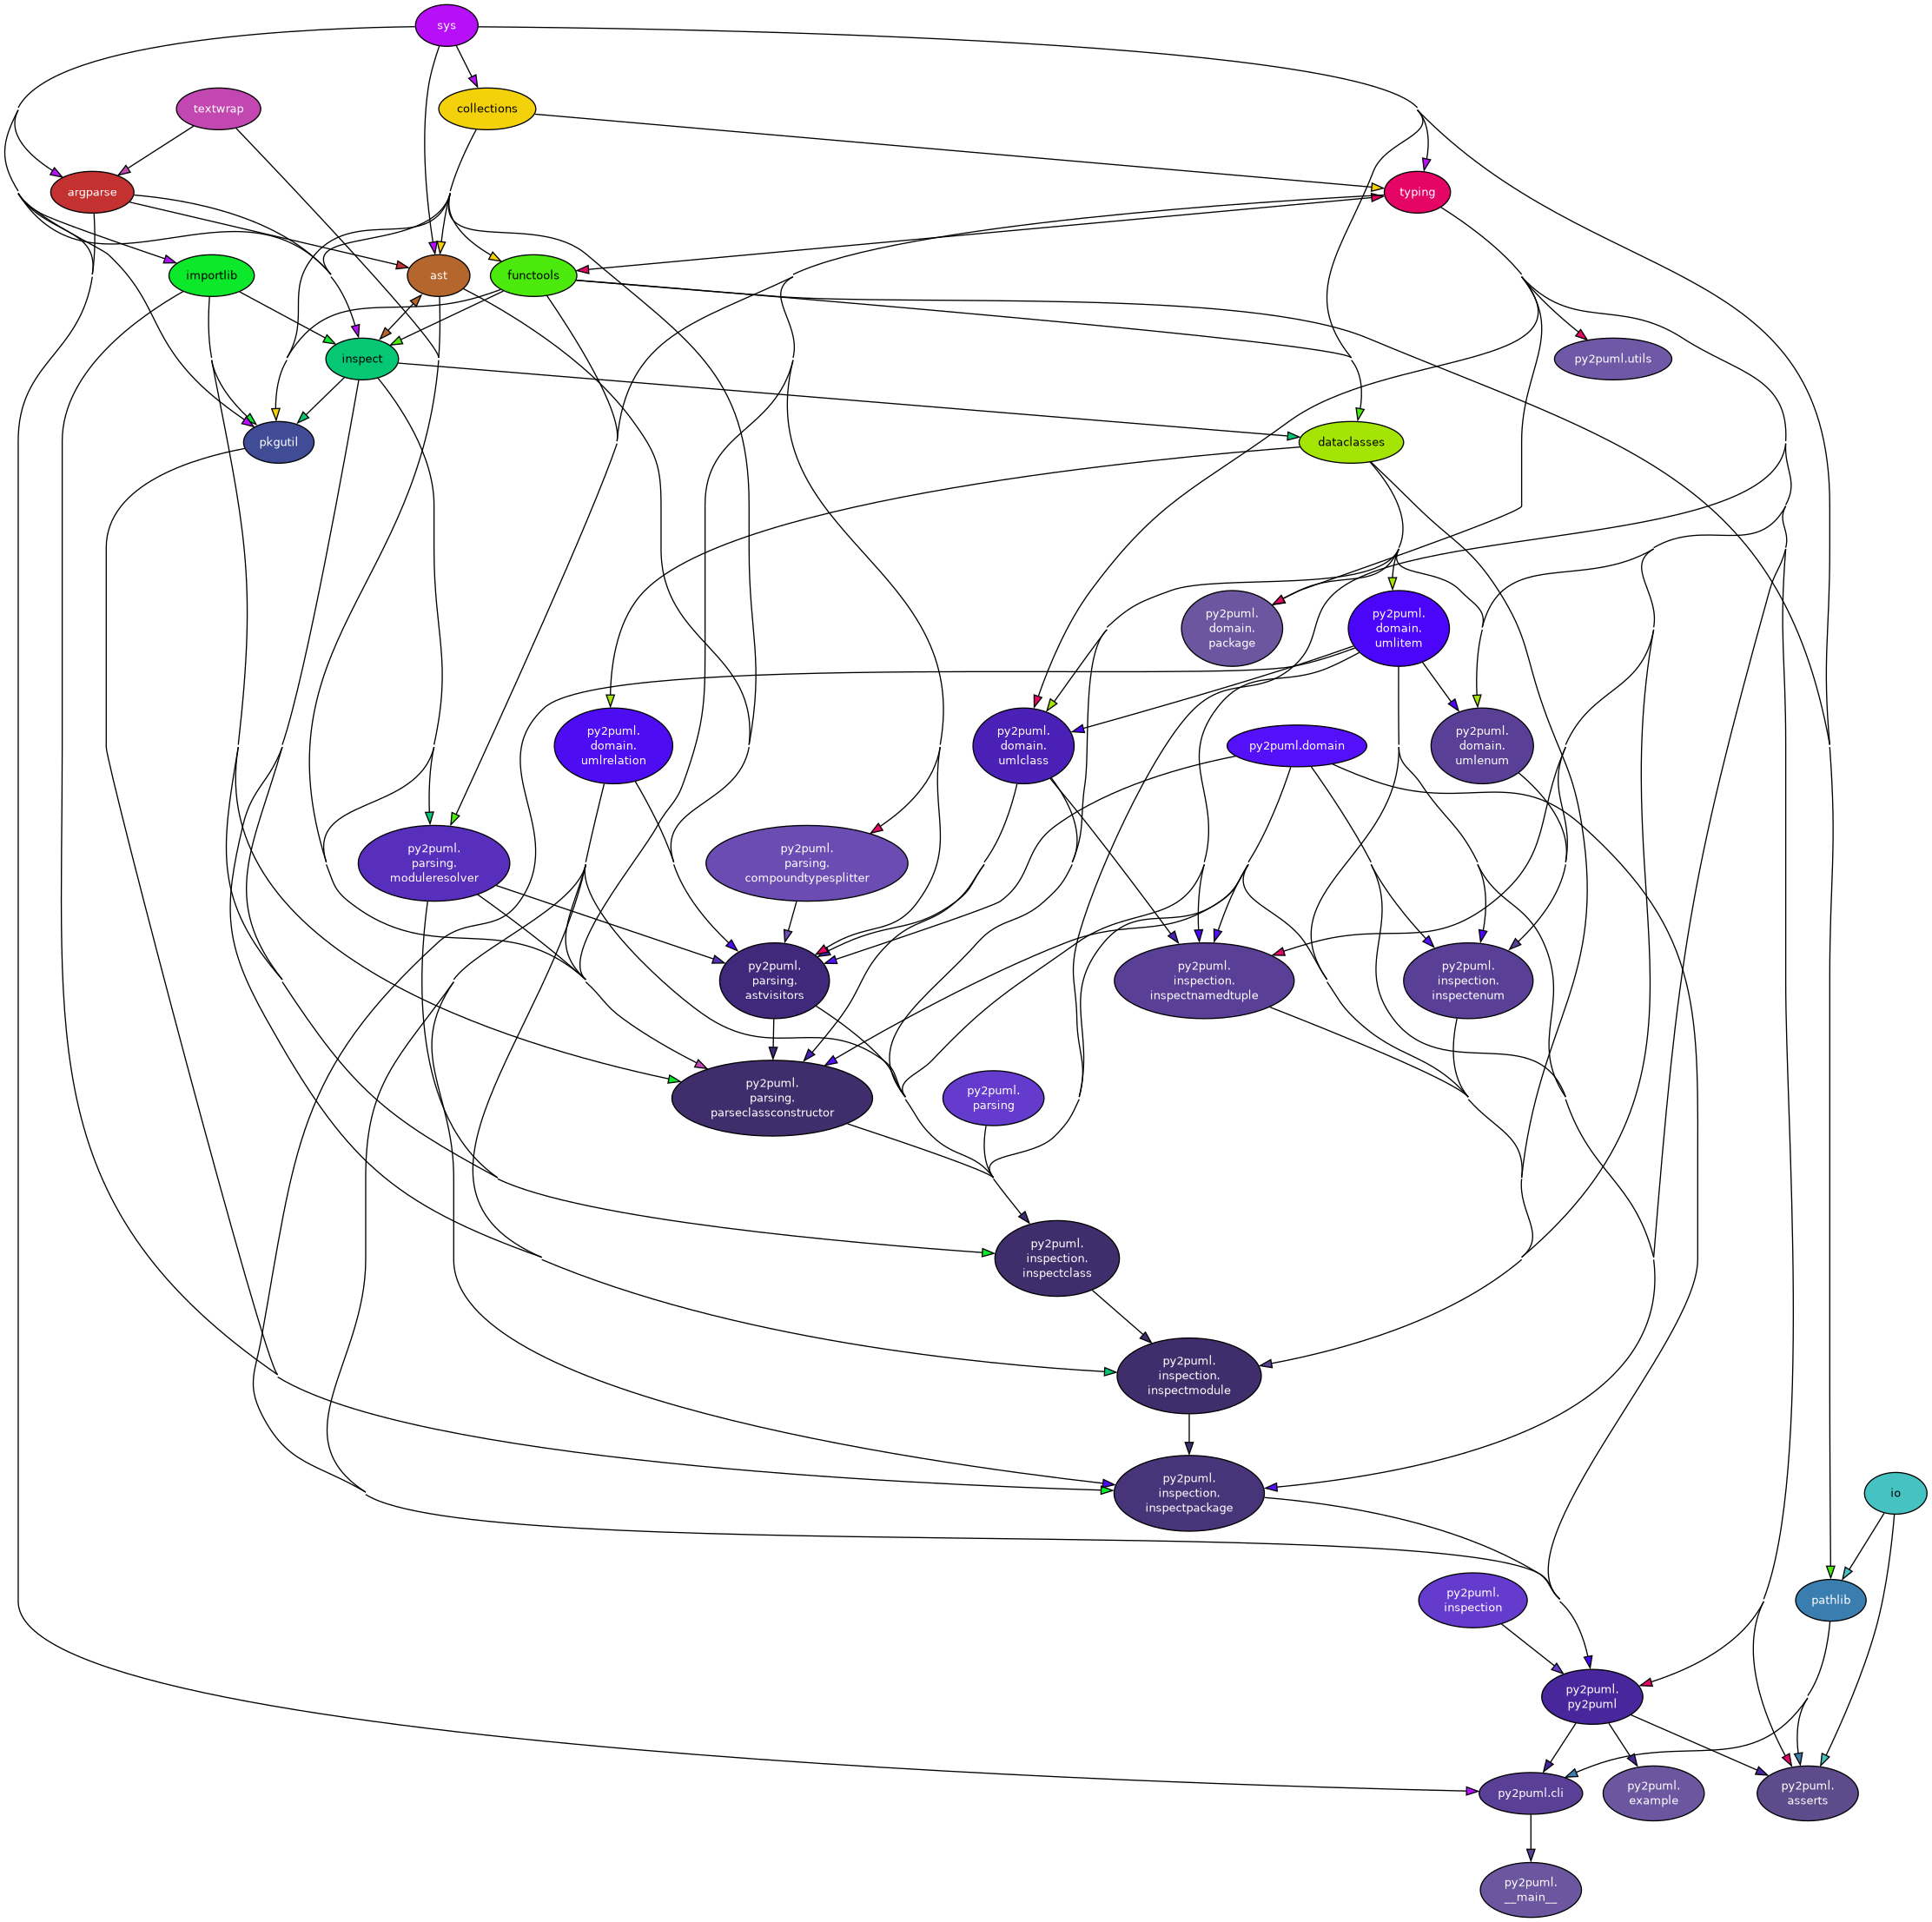 sys
textwrap
collections
argparse
typing
importlib
ast
functools
inspect
py2puml.utils
pkgutil
dataclasses
py2puml.
domain.
package
py2puml.
domain.
umlitem
py2puml.
domain.
umlrelation
py2puml.
domain.
umlclass
py2puml.domain
py2puml.
domain.
umlenum
py2puml.
parsing.
moduleresolver
py2puml.
parsing.
compoundtypesplitter
py2puml.
parsing.
astvisitors
py2puml.
inspection.
inspectnamedtuple
py2puml.
inspection.
inspectenum
py2puml.
parsing.
parseclassconstructor
py2puml.
parsing
py2puml.
inspection.
inspectclass
py2puml.
inspection.
inspectmodule
py2puml.
inspection.
inspectpackage
io
py2puml.
inspection
pathlib
py2puml.
py2puml
py2puml.cli
py2puml.
example
py2puml.
asserts
py2puml.
__main__